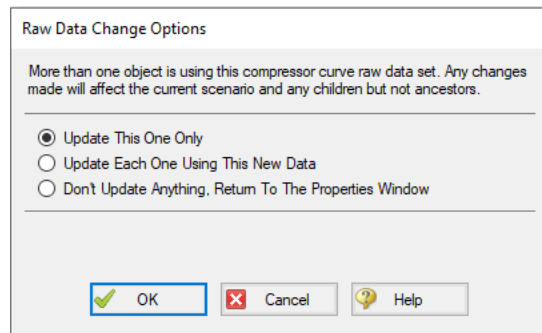 Raw Data Change Options
More than one object is using this compressor curve raw data set. Any changes
made will affect the current scenario and any children but not ancestors.
Update This One Only
Update Each One Using This New Data
Don't Update Anything, Return To The Properties Window
OK Cancel Help